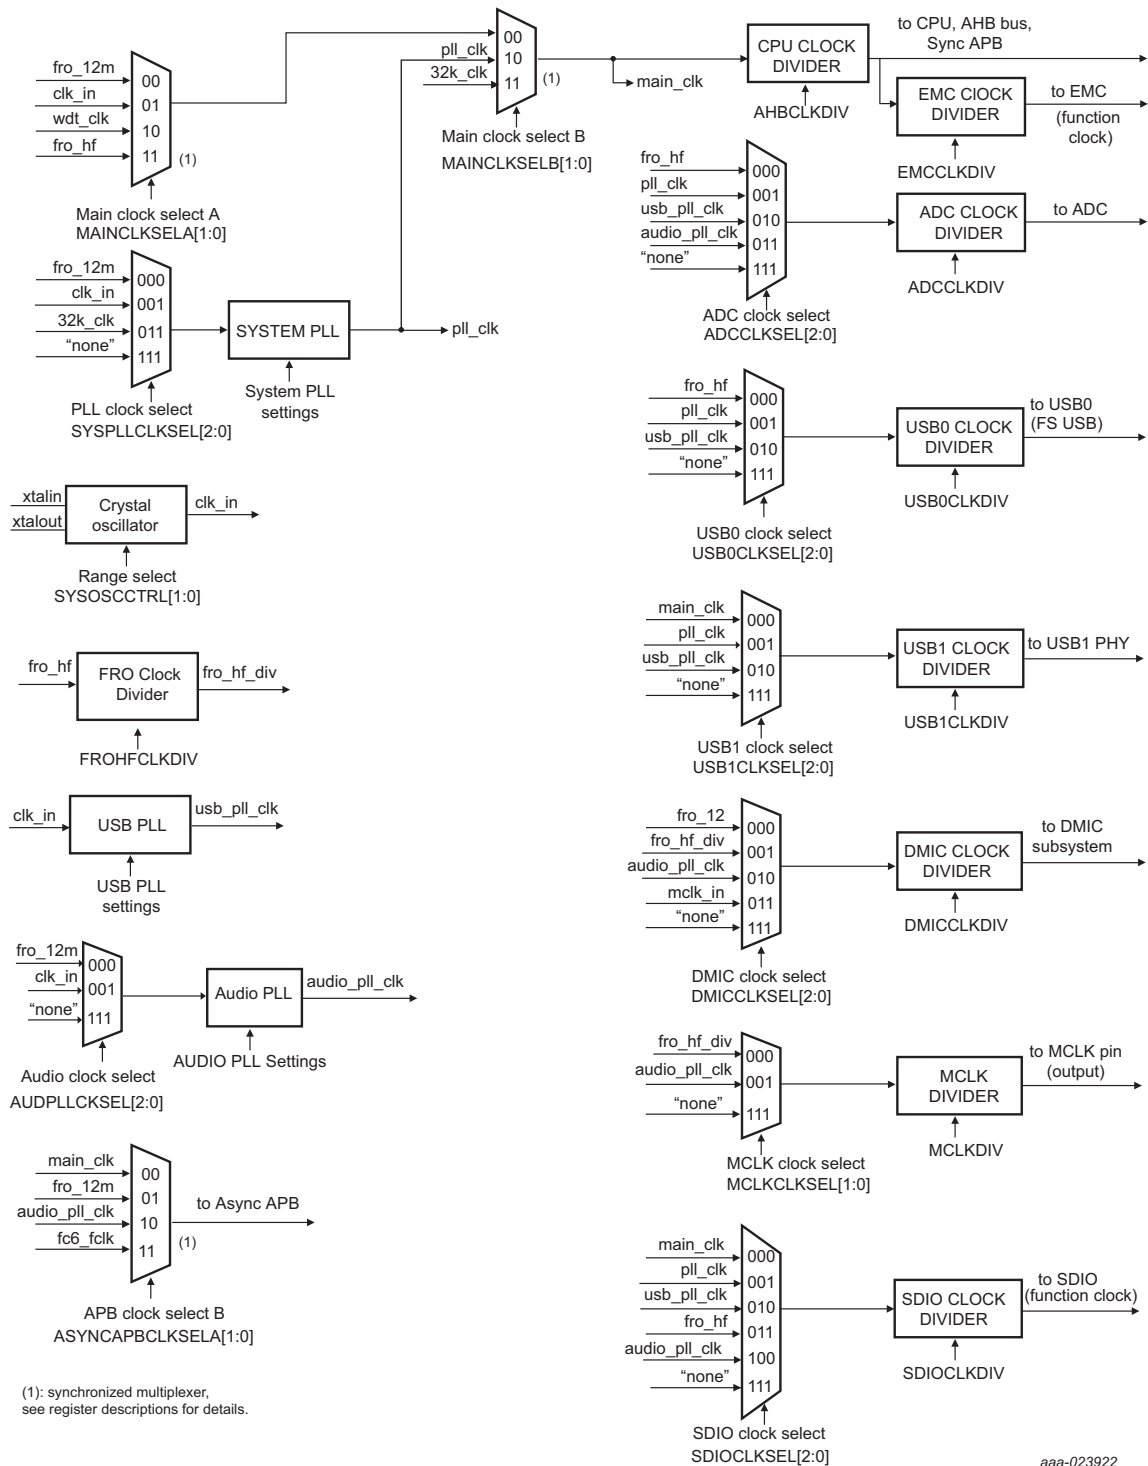 fro_12m
clk_in
wdt_clk
fro_hf
00
01
10
11
(1)
Main clock select A
MAINCLKSELA[1:0]
pll_clk
32k_clk
00
10
11
(1)
Main clock select B
MAINCLKSELB[1:0]
main_clk
CPU CLOCK
DIVIDER
AHBCLKDIV
to CPU, AHB bus,
Sync APB
EMC ClOCK
DIVIDER
EMCCLKDIV
to EMC
(function
clock)
fro_12m
clk_in
32k_clk
“none”
000
001
011
111
PLL clock select
SYSPLLCLKSEL[2:0]
SYSTEM PLL
System PLL
settings
pll_clk
fro_hf
pll_clk
usb_pll_clk
audio_pll_clk
“none”
000
001
010
011
111
ADC clock select
ADCCLKSEL[2:0]
ADC CLOCK
DIVIDER
ADCCLKDIV
to ADC
fro_hf
pll_clk
usb_pll_clk
“none”
000
001
010
111
USB0 clock select
USB0CLKSEL[2:0]
USB0 CLOCK
DIVIDER
USB0CLKDIV
to USB0
(FS USB)
xtalin
xtalout
Crystal
oscillator
clk_in
Range select
SYSOSCCTRL[1:0]
fro_hf
FRO Clock
Divider
fro_hf_div
FROHFCLKDIV
main_clk
pll_clk
usb_pll_clk
“none”
000
001
010
111
USB1 clock select
USB1CLKSEL[2:0]
USB1 CLOCK
DIVIDER
USB1CLKDIV
to USB1 PHY
clk_in
USB PLL
usb_pll_clk
USB PLL
settings
fro_12
fro_hf_div
audio_pll_clk
mclk_in
“none”
000
001
010
011
111
DMIC clock select
DMICCLKSEL[2:0]
DMIC CLOCK
DIVIDER
DMICCLKDIV
to DMIC
subsystem
fro_12m
clk_in
“none”
000
001
111
Audio clock select
AUDPLLCKSEL[2:0]
Audio PLL
audio_pll_clk
AUDIO PLL Settings
fro_hf_div
audio_pll_clk
“none”
000
001
111
MCLK clock select
MCLKCLKSEL[1:0]
MCLK
DIVIDER
MCLKDIV
to MCLK pin
(output)
main_clk
fro_12m
audio_pll_clk
fc6_fclk
00
01
10
11
(1)
to Async APB
APB clock select B
ASYNCAPBCLKSELA[1:0]
main_clk
pll_clk
usb_pll_clk
fro_hf
audio_pll_clk
“none”
000
001
010
011
100
111
SDIO clock select
SDIOCLKSEL[2:0]
SDIO CLOCK
DIVIDER
SDIOCLKDIV
to SDIO
(function clock)
(1): synchronized multiplexer,
see register descriptions for details.
aaa-023922